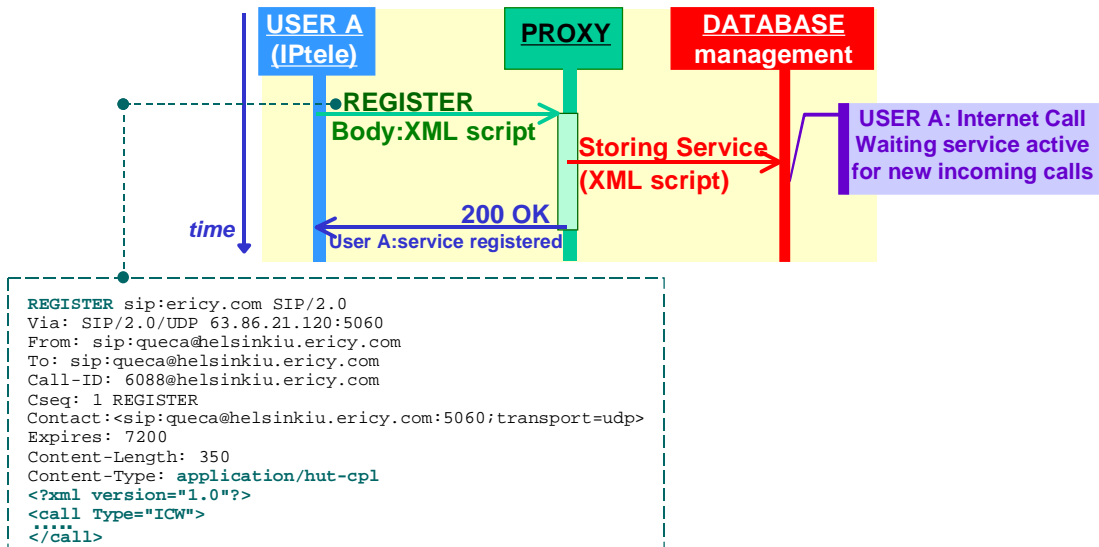 USER A
(IPtele)
PROXY
DATABASE
management
REGISTER
Body:XML script
Storing Service
(XML script)
USER A: Internet Call
Waiting service active
for new incoming calls
200 OK
User A:service registered
time
REGISTER sip:ericy.com SIP/2.0
Via: SIP/2.0/UDP 63.86.21.120:5060
From: sip:queca@helsinkiu.ericy.com
To: sip:queca@helsinkiu.ericy.com
Call-ID: 6088@helsinkiu.ericy.com
Cseq: 1 REGISTER
Contact:<sip:queca@helsinkiu.ericy.com:5060;transport=udp>
Expires: 7200
Content-Length: 350
Content-Type: application/hut-cpl
<?xml version="1.0"?>
<call Type="ICW">
.....
</call>